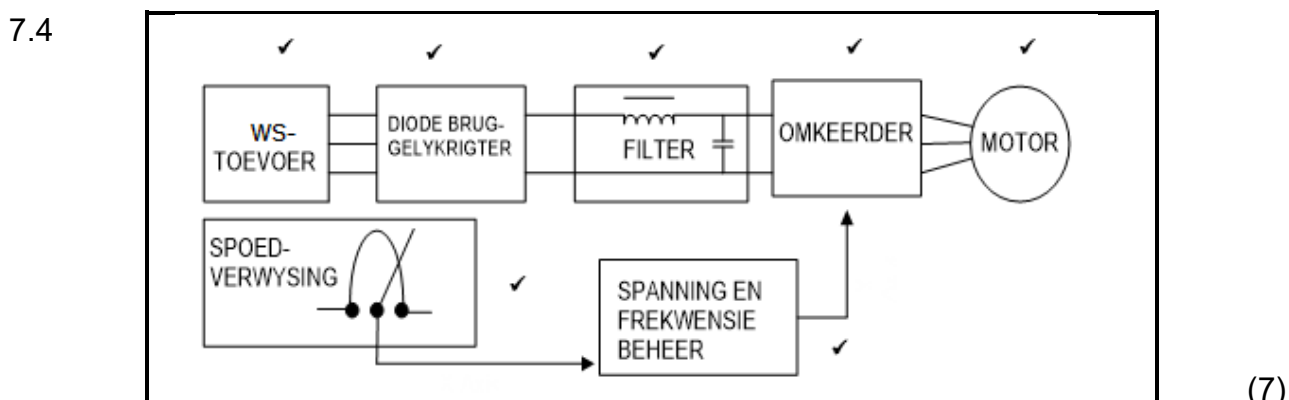 7.4
WS-
TOEVOER
DIODE BRUG-
GELYKRIGTER
FILTER
OMKEERDER
MOTOR
SPOED-
VERWYSING
SPANNING EN
FREKWENSIE
BEHEER
(7)